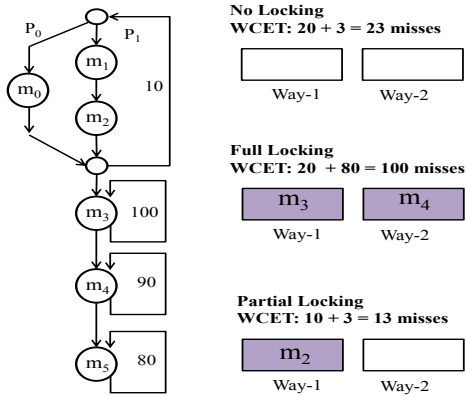 P0
P1
m0
m1
m2
10
m3
100
m4
90
m5
80
No Locking
WCET: 20 + 3 = 23 misses
Way-1 Way-2
Full Locking
WCET: 20 + 80 = 100 misses
m3 m4
Way-1 Way-2
Partial Locking
WCET: 10 + 3 = 13 misses
m2
Way-1 Way-2